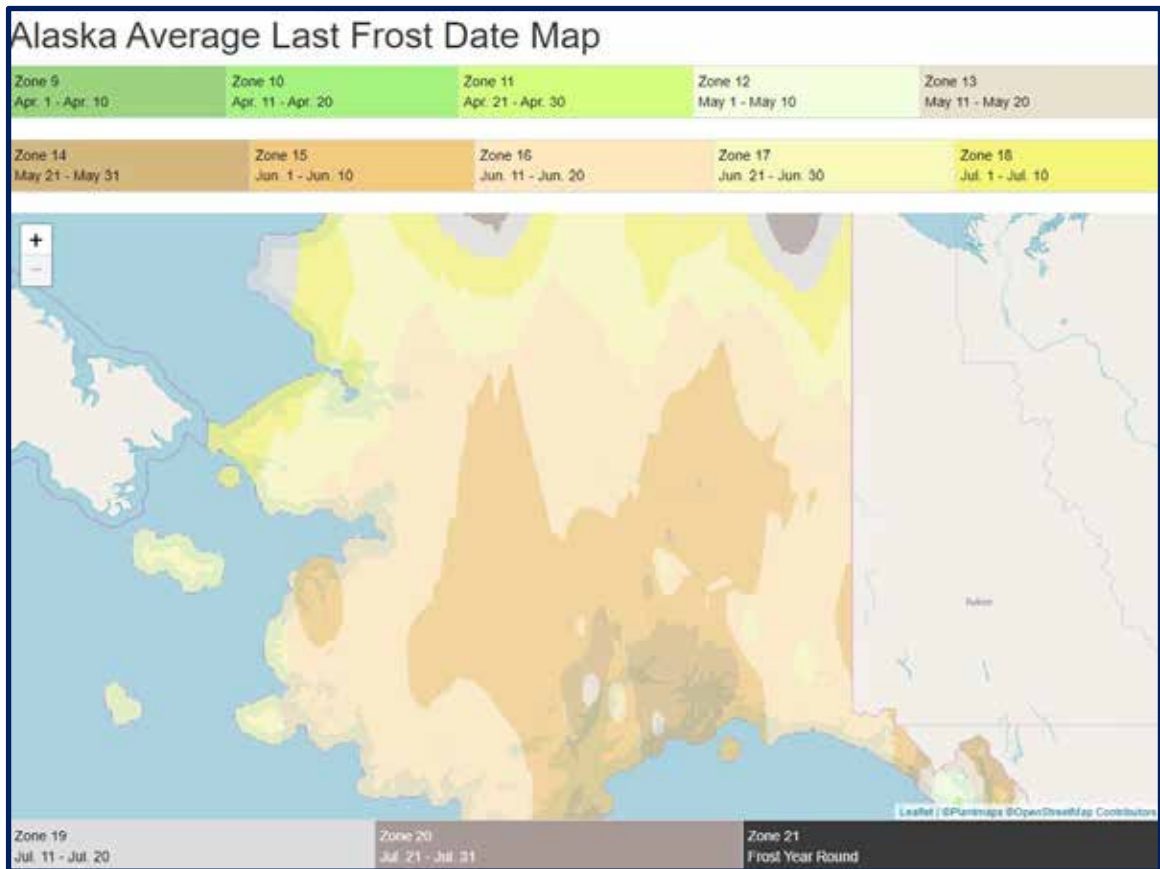 Alaska Average Last Frost Date Map
Zone 9
Apr. 1 - Apr. 10
Zone 10
Apr. 11 - Apr. 20
Zone 11
Apr. 21 - Apr. 30
Zone 12
May 1 - May 10
Zone 13
May 11 - May 20
Zone 14
May 21 - May 31
Zone 15
Jun. 1 - Jun. 10
Zone 16
Jun. 11 - Jun. 20
Zone 17
Jun. 21 - Jun. 30
Zone 18
Jul. 1 - Jul. 10
+
−
Yukon
Leaflet | ©Plantmaps ©OpenStreetMap Contributors
Zone 19
Jul. 11 - Jul. 20
Zone 20
Jul. 21 - Jul. 31
Zone 21
Frost Year Round